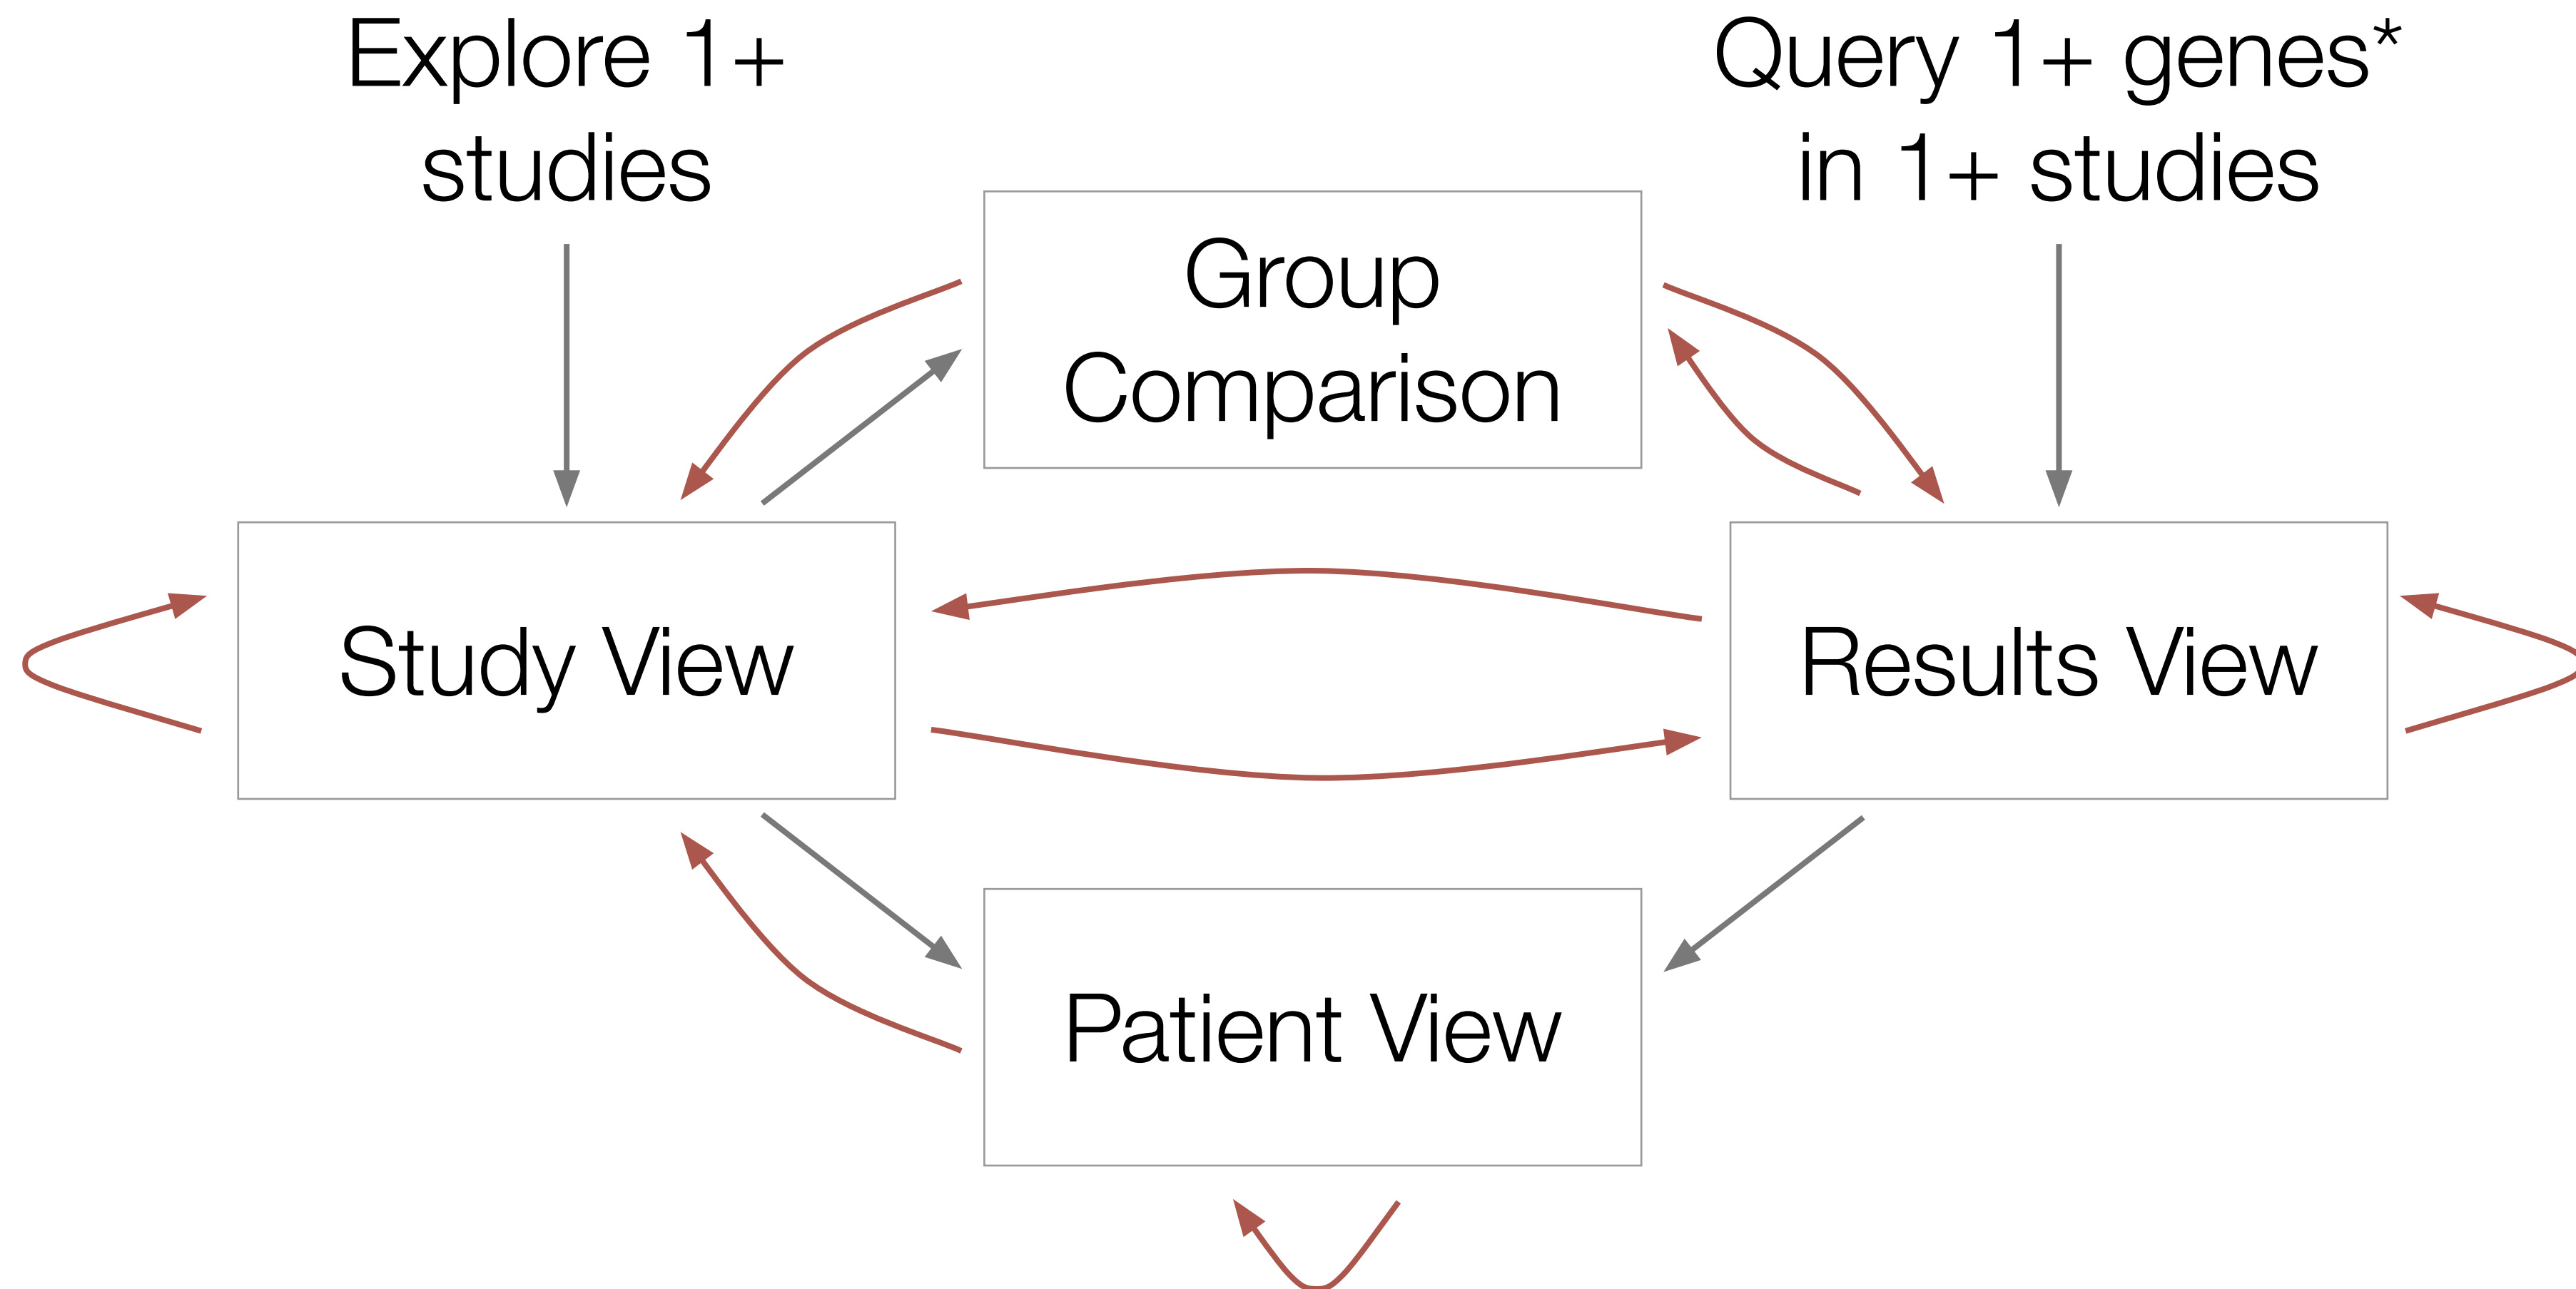 Explore 1+
studies
Query 1+ genes*
in 1+ studies
Group
Comparison
Study View
Results View
Patient View